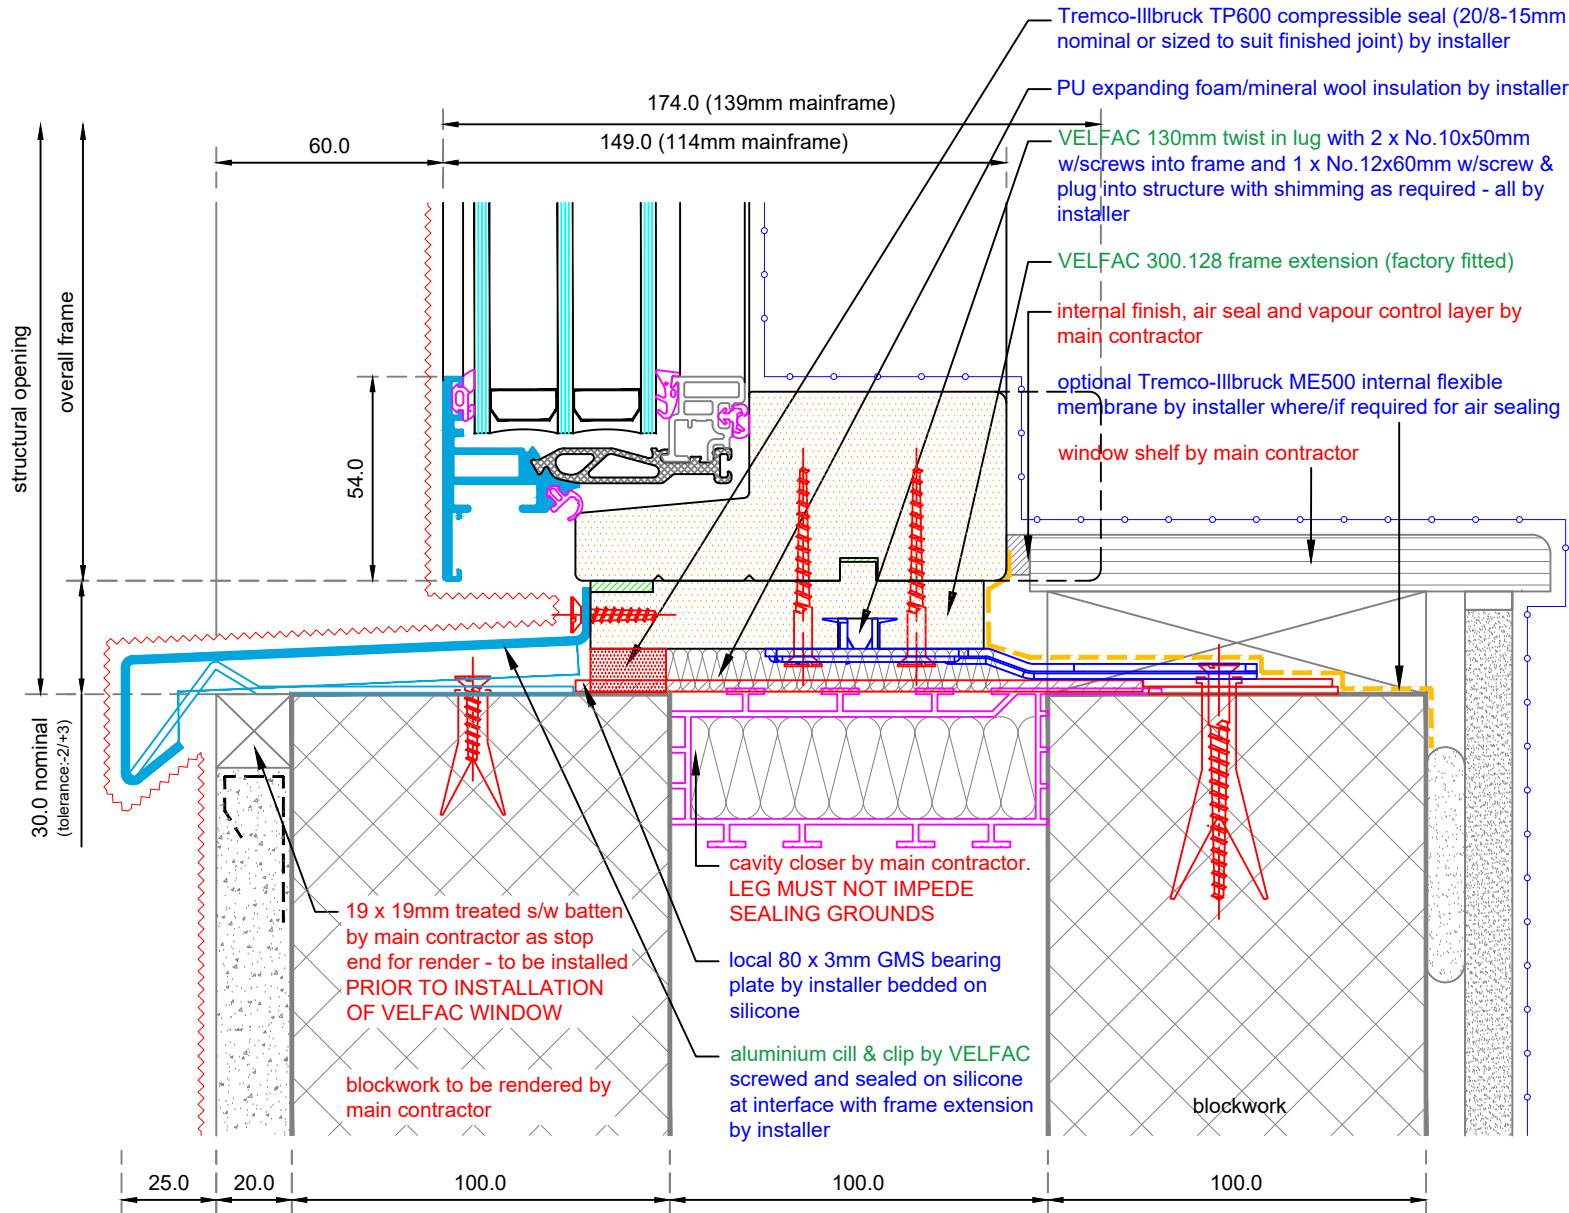 Tremco-Illbruck TP600 compressible seal (20/8-15mm
nominal or sized to suit finished joint) by installer
PU expanding foam/mineral wool insulation by installer
174.0 (139mm mainframe)
149.0 (114mm mainframe)
60.0
VELFAC 130mm twist in lug with 2 x No.10x50mm
w/screws into frame and 1 x No.12x60mm w/screw &
plug into structure with shimming as required - all by
installer
VELFAC 300.128 frame extension (factory fitted)
internal finish, air seal and vapour control layer by
main contractor
optional Tremco-Illbruck ME500 internal flexible
membrane by installer where/if required for air sealing
window shelf by main contractor
structural opening
overall frame
54.0
30.0 nominal
(tolerance:-2/+3)
cavity closer by main contractor.
LEG MUST NOT IMPEDE
SEALING GROUNDS
19 x 19mm treated s/w batten
by main contractor as stop
end for render - to be installed
PRIOR TO INSTALLATION
OF VELFAC WINDOW
local 80 x 3mm GMS bearing
plate by installer bedded on
silicone
aluminium cill & clip by VELFAC
screwed and sealed on silicone
at interface with frame extension
by installer
blockwork to be rendered by
main contractor
blockwork
25.0
20.0
100.0
100.0
100.0